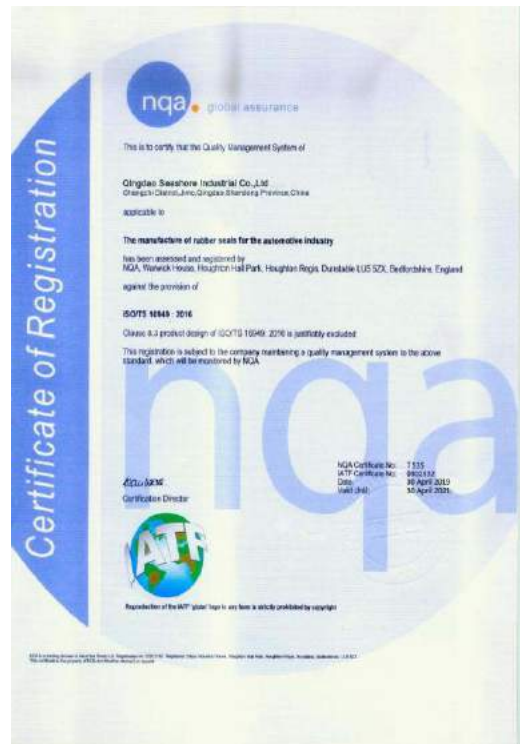 Certificate of Registration
nqa.
global assurance
This is to certify that the Quality Management System of
Qingdao Seashore Industrial Co.,Ltd
applicable to
The manufacture of rubber seals for the automotive industry
has been assessed and registered by
NQA, Warwick House, Houghton Hall Park, Houghton Regis, Dunstable LU5 5ZX, Bedfordshire, England
against the provision of
ISO/TS 16949 : 2016
product design of ISO/TS 16949: 2016 is justifiably excluded
This registration is subject to the company maintaining a quality management system to the above
standard, which will be monitored by NQA
nqa
NQA Certificate No:
IATF Certificate No:
Date: 30 April 2019
Valid Until: 30 April 2021
Certification Director
IATF
Reproduction of the IATF "globe" logo in any form is strictly prohibited by copyright